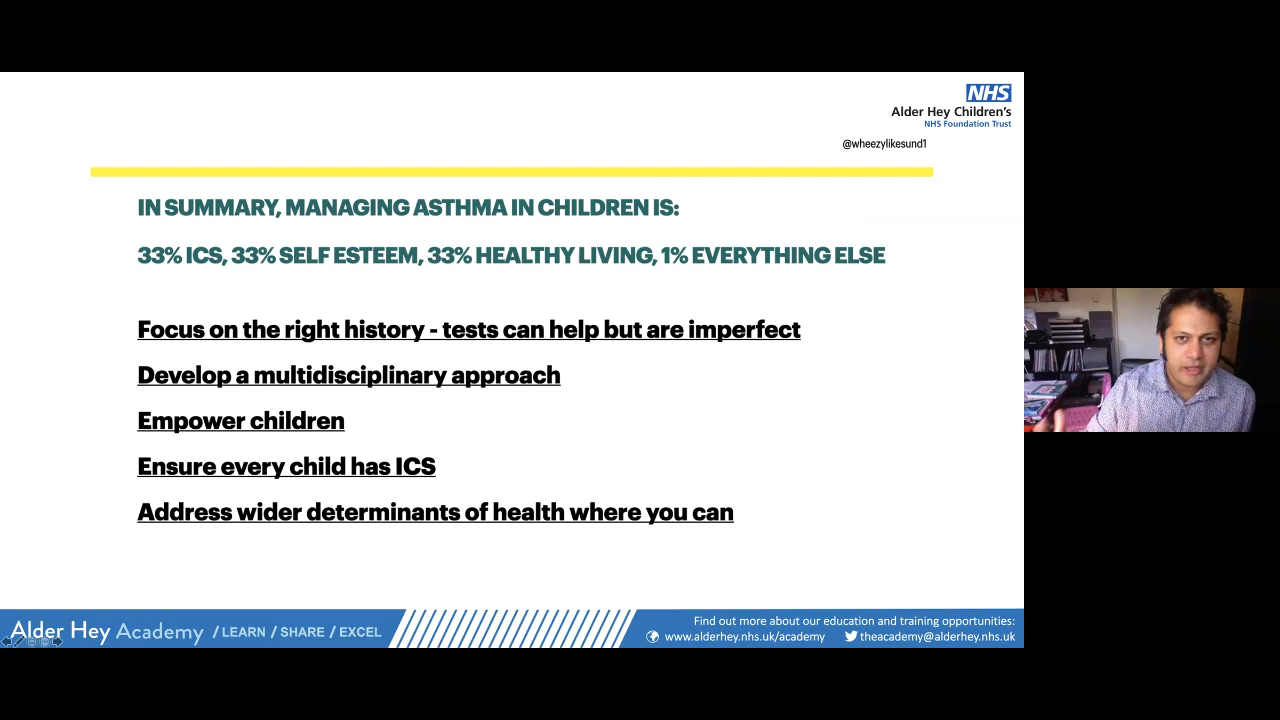 NHS
Alder Hey Children's
NHS Foundation Trust
@wheezylikesund1
IN SUMMARY, MANAGING ASTHMA IN CHILDREN IS:
33% ICS, 33% SELF ESTEEM, 33% HEALTHY LIVING, 1% EVERYTHING ELSE
Focus on the right history - tests can help but are imperfect
Develop a multidisciplinary approach
Empower children
Ensure every child has ICS
Address wider determinants of health where you can
Alder Hey Academy / LEARN / SHARE / EXCEL
Find out more about our education and training opportunities:
www.alderhey.nhs.uk/academy theacademy@alderhey.nhs.uk